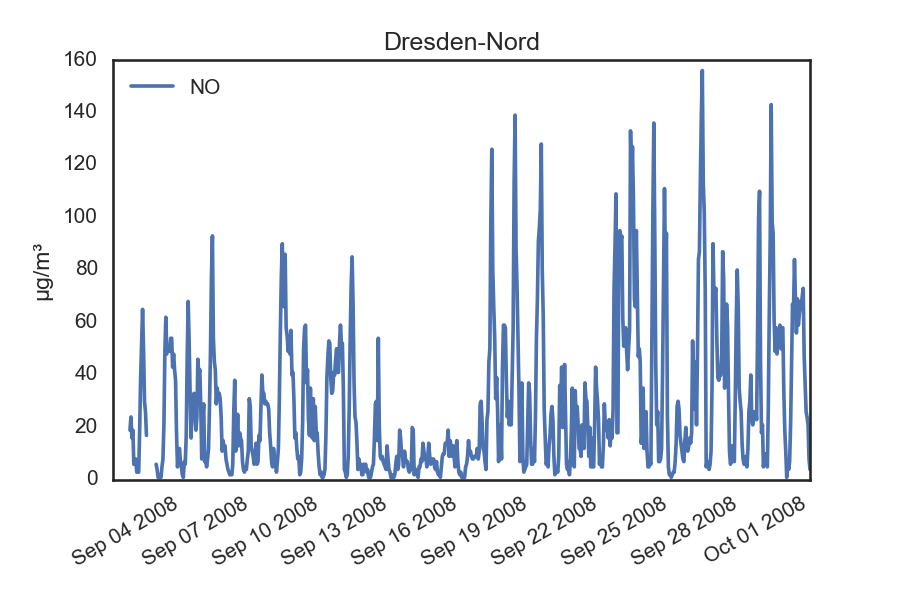 Dresden-Nord
NO
µg/m³
160
140
120
100
80
60
40
20
0
Sep 04 2008
Sep 07 2008
Sep 10 2008
Sep 13 2008
Sep 16 2008
Sep 19 2008
Sep 22 2008
Sep 25 2008
Sep 28 2008
Oct 01 2008